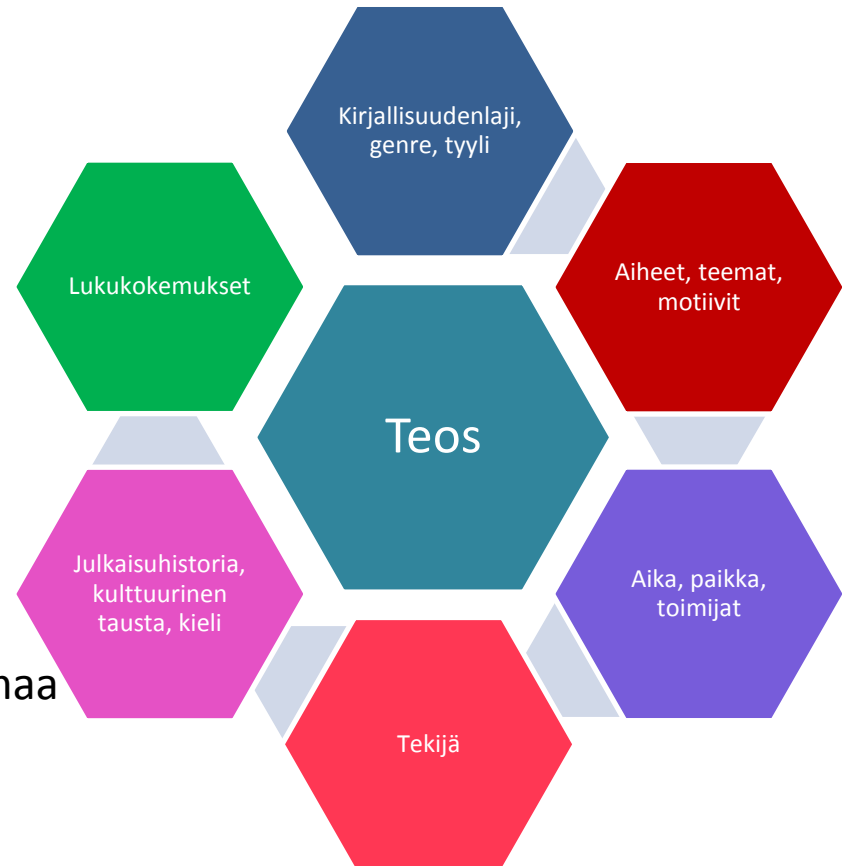 Kirjallisuudenlaji,
genre, tyyli
Lukukokemukset
Aiheet, teemat,
motiivit
Teos
Julkaisuhistoria,
kulttuurinen
tausta, kieli
Aika, paikka,
toimijat
Tekijä